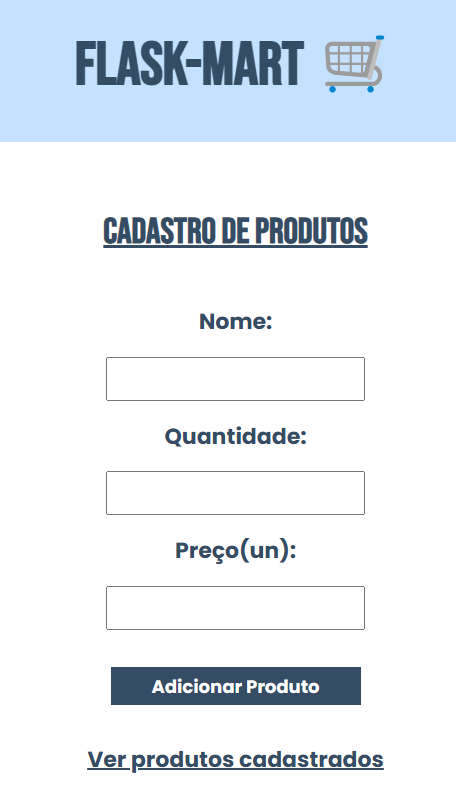 FLASK-MART
CADASTRO DE PRODUTOS
Nome:
Quantidade:
Preço(un):
Adicionar Produto
Ver produtos cadastrados